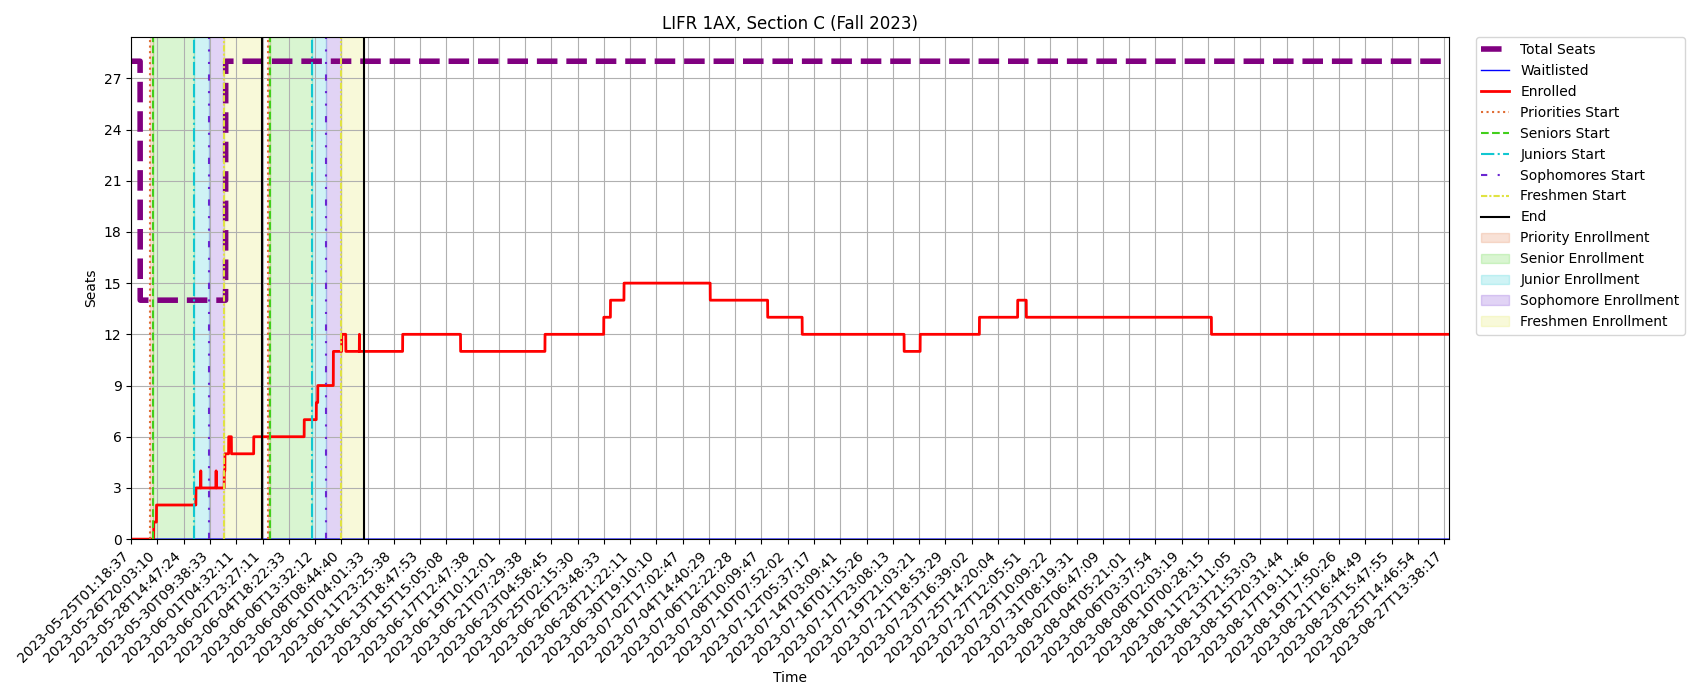 LIFR 1AX, Section C (Fall 2023)
Seats
27
24
21
18
15
12
9
6
3
0
2023-05-25T01:18:37
2023-05-26T20:03:10
2023-05-28T14:47:24
2023-05-30T09:38:33
2023-06-01T04:32:11
2023-06-02T23:27:11
2023-06-04T18:22:33
2023-06-06T13:32:12
2023-06-08T08:44:40
2023-06-10T04:01:33
2023-06-11T23:25:38
2023-06-13T18:47:53
2023-06-15T15:05:08
2023-06-17T12:47:38
2023-06-19T10:12:01
2023-06-21T07:29:38
2023-06-23T04:58:45
2023-06-25T02:15:30
2023-06-26T23:48:33
2023-06-28T21:22:11
2023-06-30T19:10:10
2023-07-02T17:02:47
2023-07-04T14:40:29
2023-07-06T12:22:28
2023-07-08T10:09:47
2023-07-10T07:52:02
2023-07-12T05:37:17
2023-07-14T03:09:41
2023-07-16T01:15:26
2023-07-17T23:08:13
2023-07-19T21:03:21
2023-07-21T18:53:29
2023-07-23T16:39:02
2023-07-25T14:20:04
2023-07-27T12:05:51
2023-07-29T10:09:22
2023-07-31T08:19:31
2023-08-02T06:47:09
2023-08-04T05:21:01
2023-08-06T03:37:54
2023-08-08T02:03:19
2023-08-10T00:28:15
2023-08-11T23:11:05
2023-08-13T21:53:03
2023-08-15T20:31:44
2023-08-17T19:11:46
2023-08-19T17:50:26
2023-08-21T16:44:49
2023-08-23T15:47:55
2023-08-25T14:46:54
2023-08-27T13:38:17
Time
Total Seats
Waitlisted
Enrolled
Priorities Start
Seniors Start
Juniors Start
Sophomores Start
Freshmen Start
End
Priority Enrollment
Senior Enrollment
Junior Enrollment
Sophomore Enrollment
Freshmen Enrollment